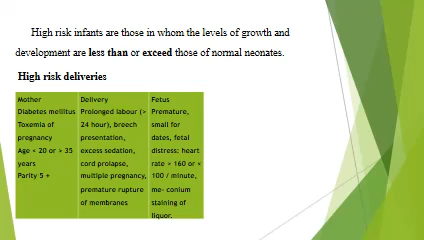 High risk infants are those in whom the levels of growth and
development are less than or exceed those of normal neonates.
High risk deliveries
Mother
Diabetes mellitus
Toxemia of
pregnancy
Age < 20 or > 35
years
Parity 5 +
Delivery
Prolonged labour (>
24 hour), breech
presentation,
excess sedation,
cord prolapse,
multiple pregnancy,
premature rupture
of membranes
Fetus
Premature,
small for
dates, fetal
distress; heart
rate > 160 or <
100 / minute,
me- conium
staining of
liquor.